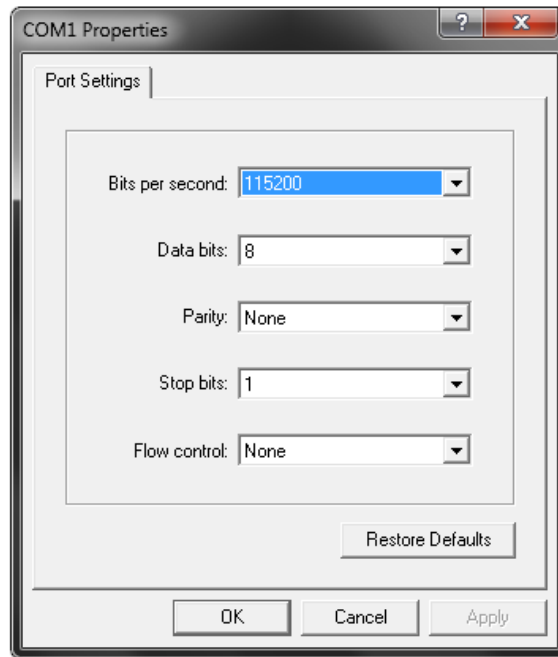 COM1 Properties
Port Settings
Bits per second: 115200
Data bits: 8
Parity: None
Stop bits: 1
Flow control: None
Restore Defaults
OK Cancel Apply